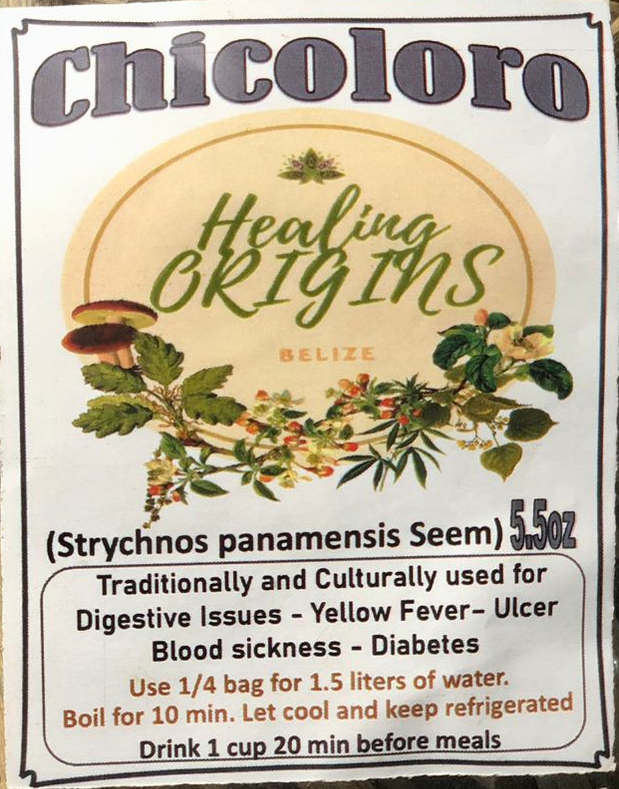 Chicoloro
Healing
ORIGINS
BELIZE
(Strychnos panamensis Seem) 5.5oz
Traditionally and Culturally used for
Digestive Issues - Yellow Fever- Ulcer
Blood sickness - Diabetes
Use 1/4 bag for 1.5 liters of water.
Boil for 10 min. Let cool and keep refrigerated
Drink 1 cup 20 min before meals